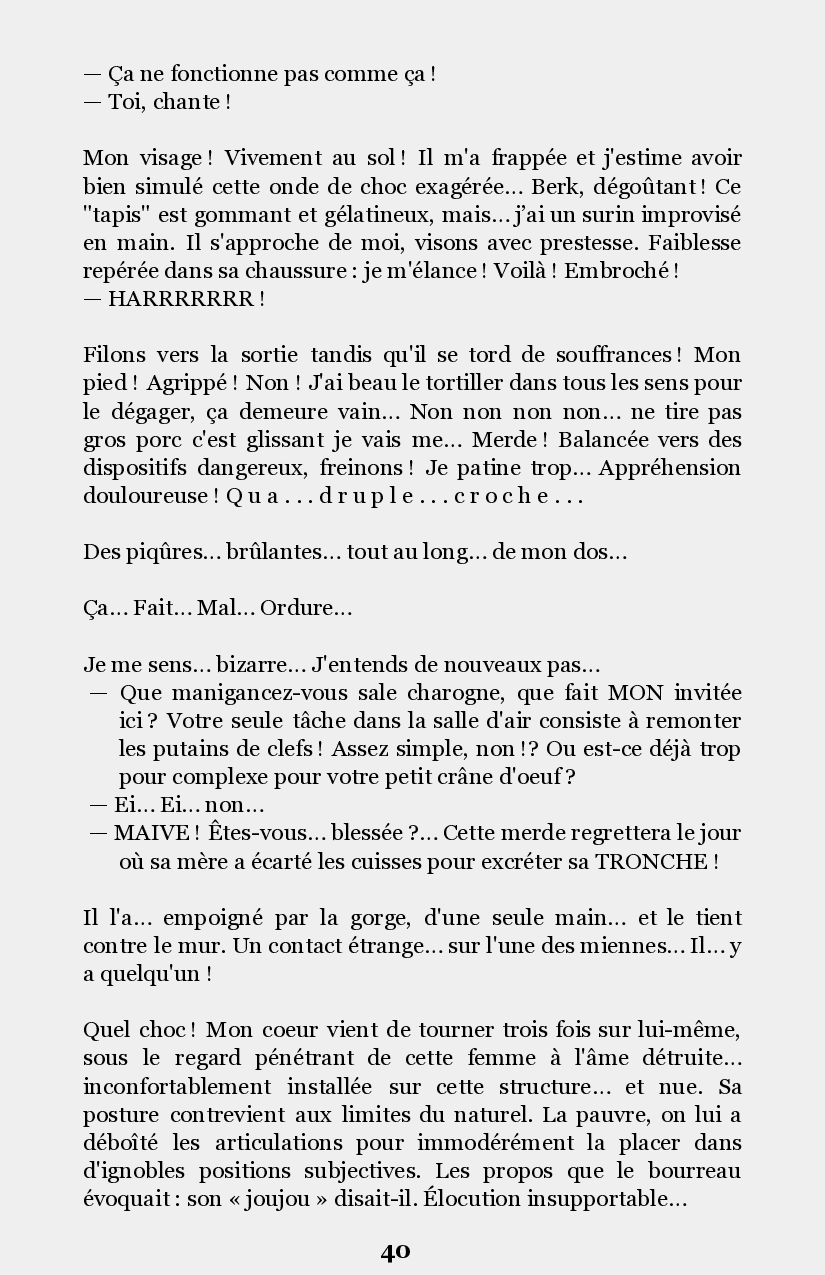 — Ça ne fonctionne pas comme ça !
— Toi, chante !
Mon visage ! Vivement au sol ! Il m'a frappée et j'estime avoir
bien simulé cette onde de choc exagérée... Berk, dégoûtant ! Ce
"tapis" est gommant et gélatineux, mais... j’ai un surin improvisé
en main. Il s'approche de moi, visons avec prestesse. Faiblesse
repérée dans sa chaussure : je m'élance ! Voilà ! Embroché !
— HARRRRRRR !
Filons vers la sortie tandis qu'il se tord de souffrances ! Mon
pied ! Agrippé ! Non ! J'ai beau le tortiller dans tous les sens pour
le dégager, ça demeure vain... Non non non non... ne tire pas
gros porc c'est glissant je vais me... Merde ! Balancée vers des
dispositifs dangereux, freinons ! Je patine trop... Appréhension
douloureuse ! Q u a . . . d r u p l e . . . c r o c h e . . .
Des piqûres... brûlantes... tout au long... de mon dos...
Ça... Fait... Mal... Ordure...
Je me sens... bizarre... J'entends de nouveaux pas...
— Que manigancez-vous sale charogne, que fait MON invitée
ici ? Votre seule tâche dans la salle d'air consiste à remonter
les putains de clefs ! Assez simple, non !? Ou est-ce déjà trop
pour complexe pour votre petit crâne d'oeuf ?
— Ei... Ei... non...
— MAIVE ! Êtes-vous... blessée ?... Cette merde regrettera le jour
où sa mère a écarté les cuisses pour excréter sa TRONCHE !
Il l'a... empoigné par la gorge, d'une seule main... et le tient
contre le mur. Un contact étrange... sur l'une des miennes... Il... y
a quelqu'un !
Quel choc ! Mon coeur vient de tourner trois fois sur lui-même,
sous le regard pénétrant de cette femme à l'âme détruite...
inconfortablement installée sur cette structure... et nue. Sa
posture contrevient aux limites du naturel. La pauvre, on lui a
déboîté les articulations pour immodérément la placer dans
d'ignobles positions subjectives. Les propos que le bourreau
évoquait : son « joujou » disait-il. Élocution insupportable...
40